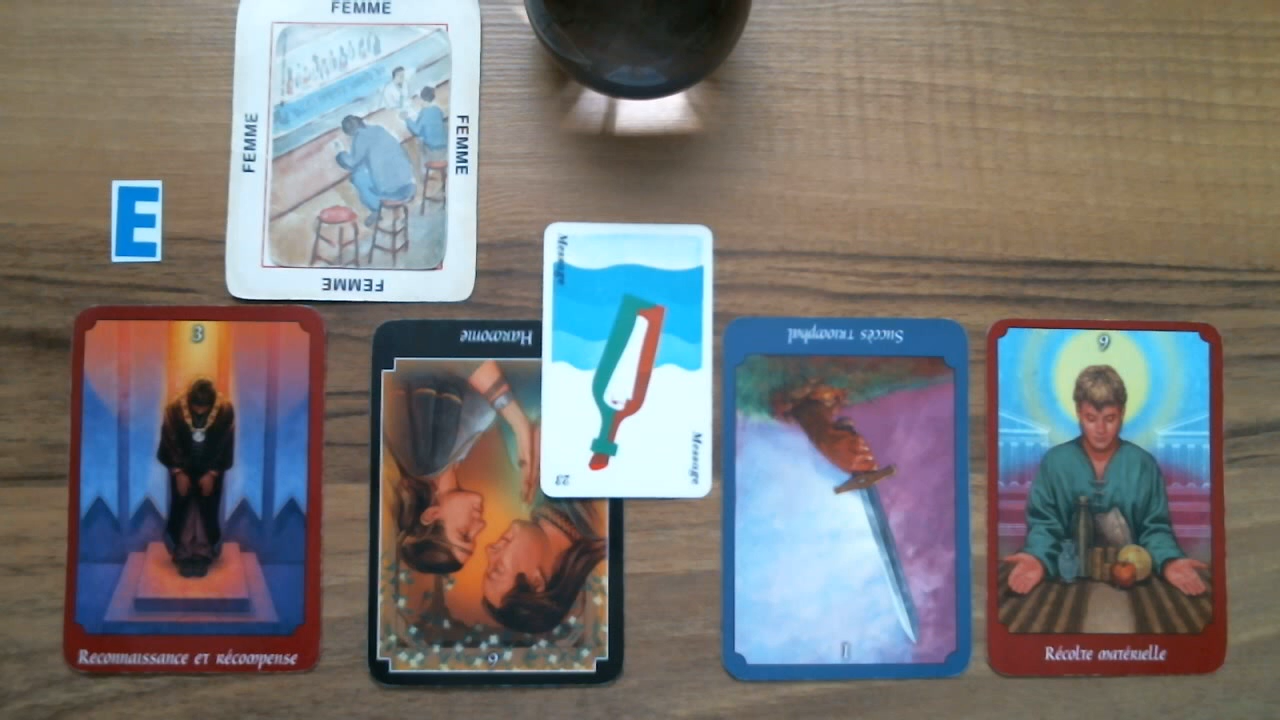 FEMME
FEMME
FEMME
FEMME
E
Message
Message
23
3
Reconnaissance et récompense
Harmonie
6
Succès triomphal
1
9
Récolte matérielle